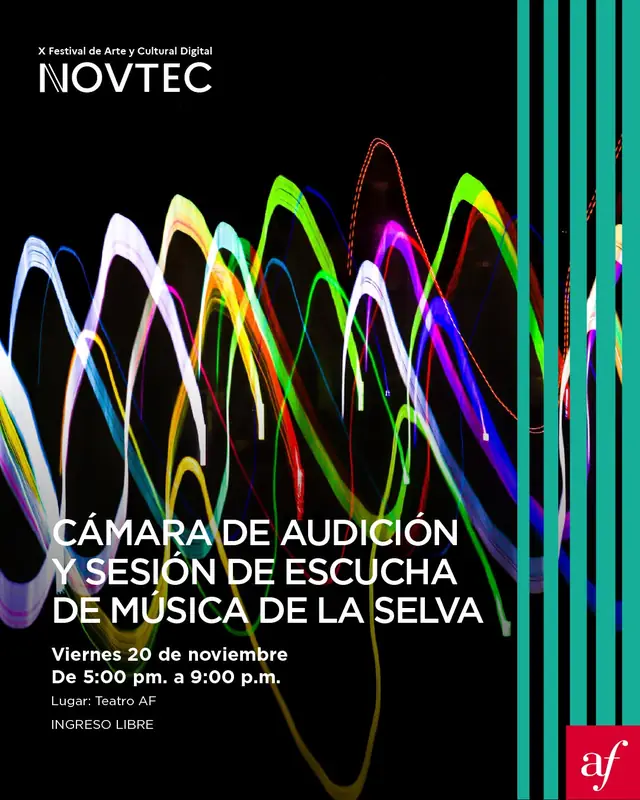 X Festival de Arte y Cultural Digital
NOVTEC
CÁMARA DE AUDICIÓN
Y SESIÓN DE ESCUCHA
DE MÚSICA DE LA SELVA
Viernes 20 de noviembre
De 5:00 pm. a 9:00 p.m.
Lugar: Teatro AF
INGRESO LIBRE
af